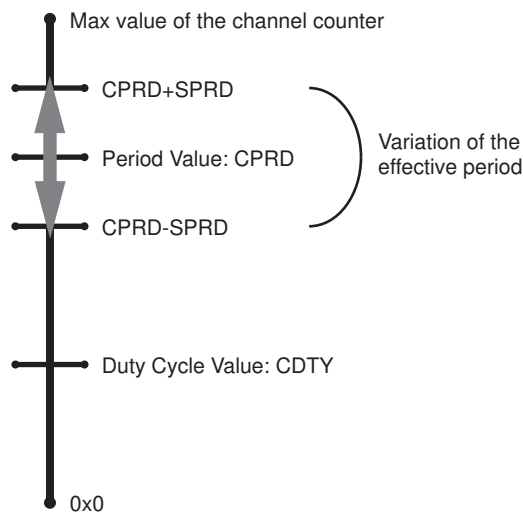 Max value of the channel counter
CPRD+SPRD
Period Value: CPRD
Variation of the
effective period
CPRD-SPRD
Duty Cycle Value: CDTY
0x0